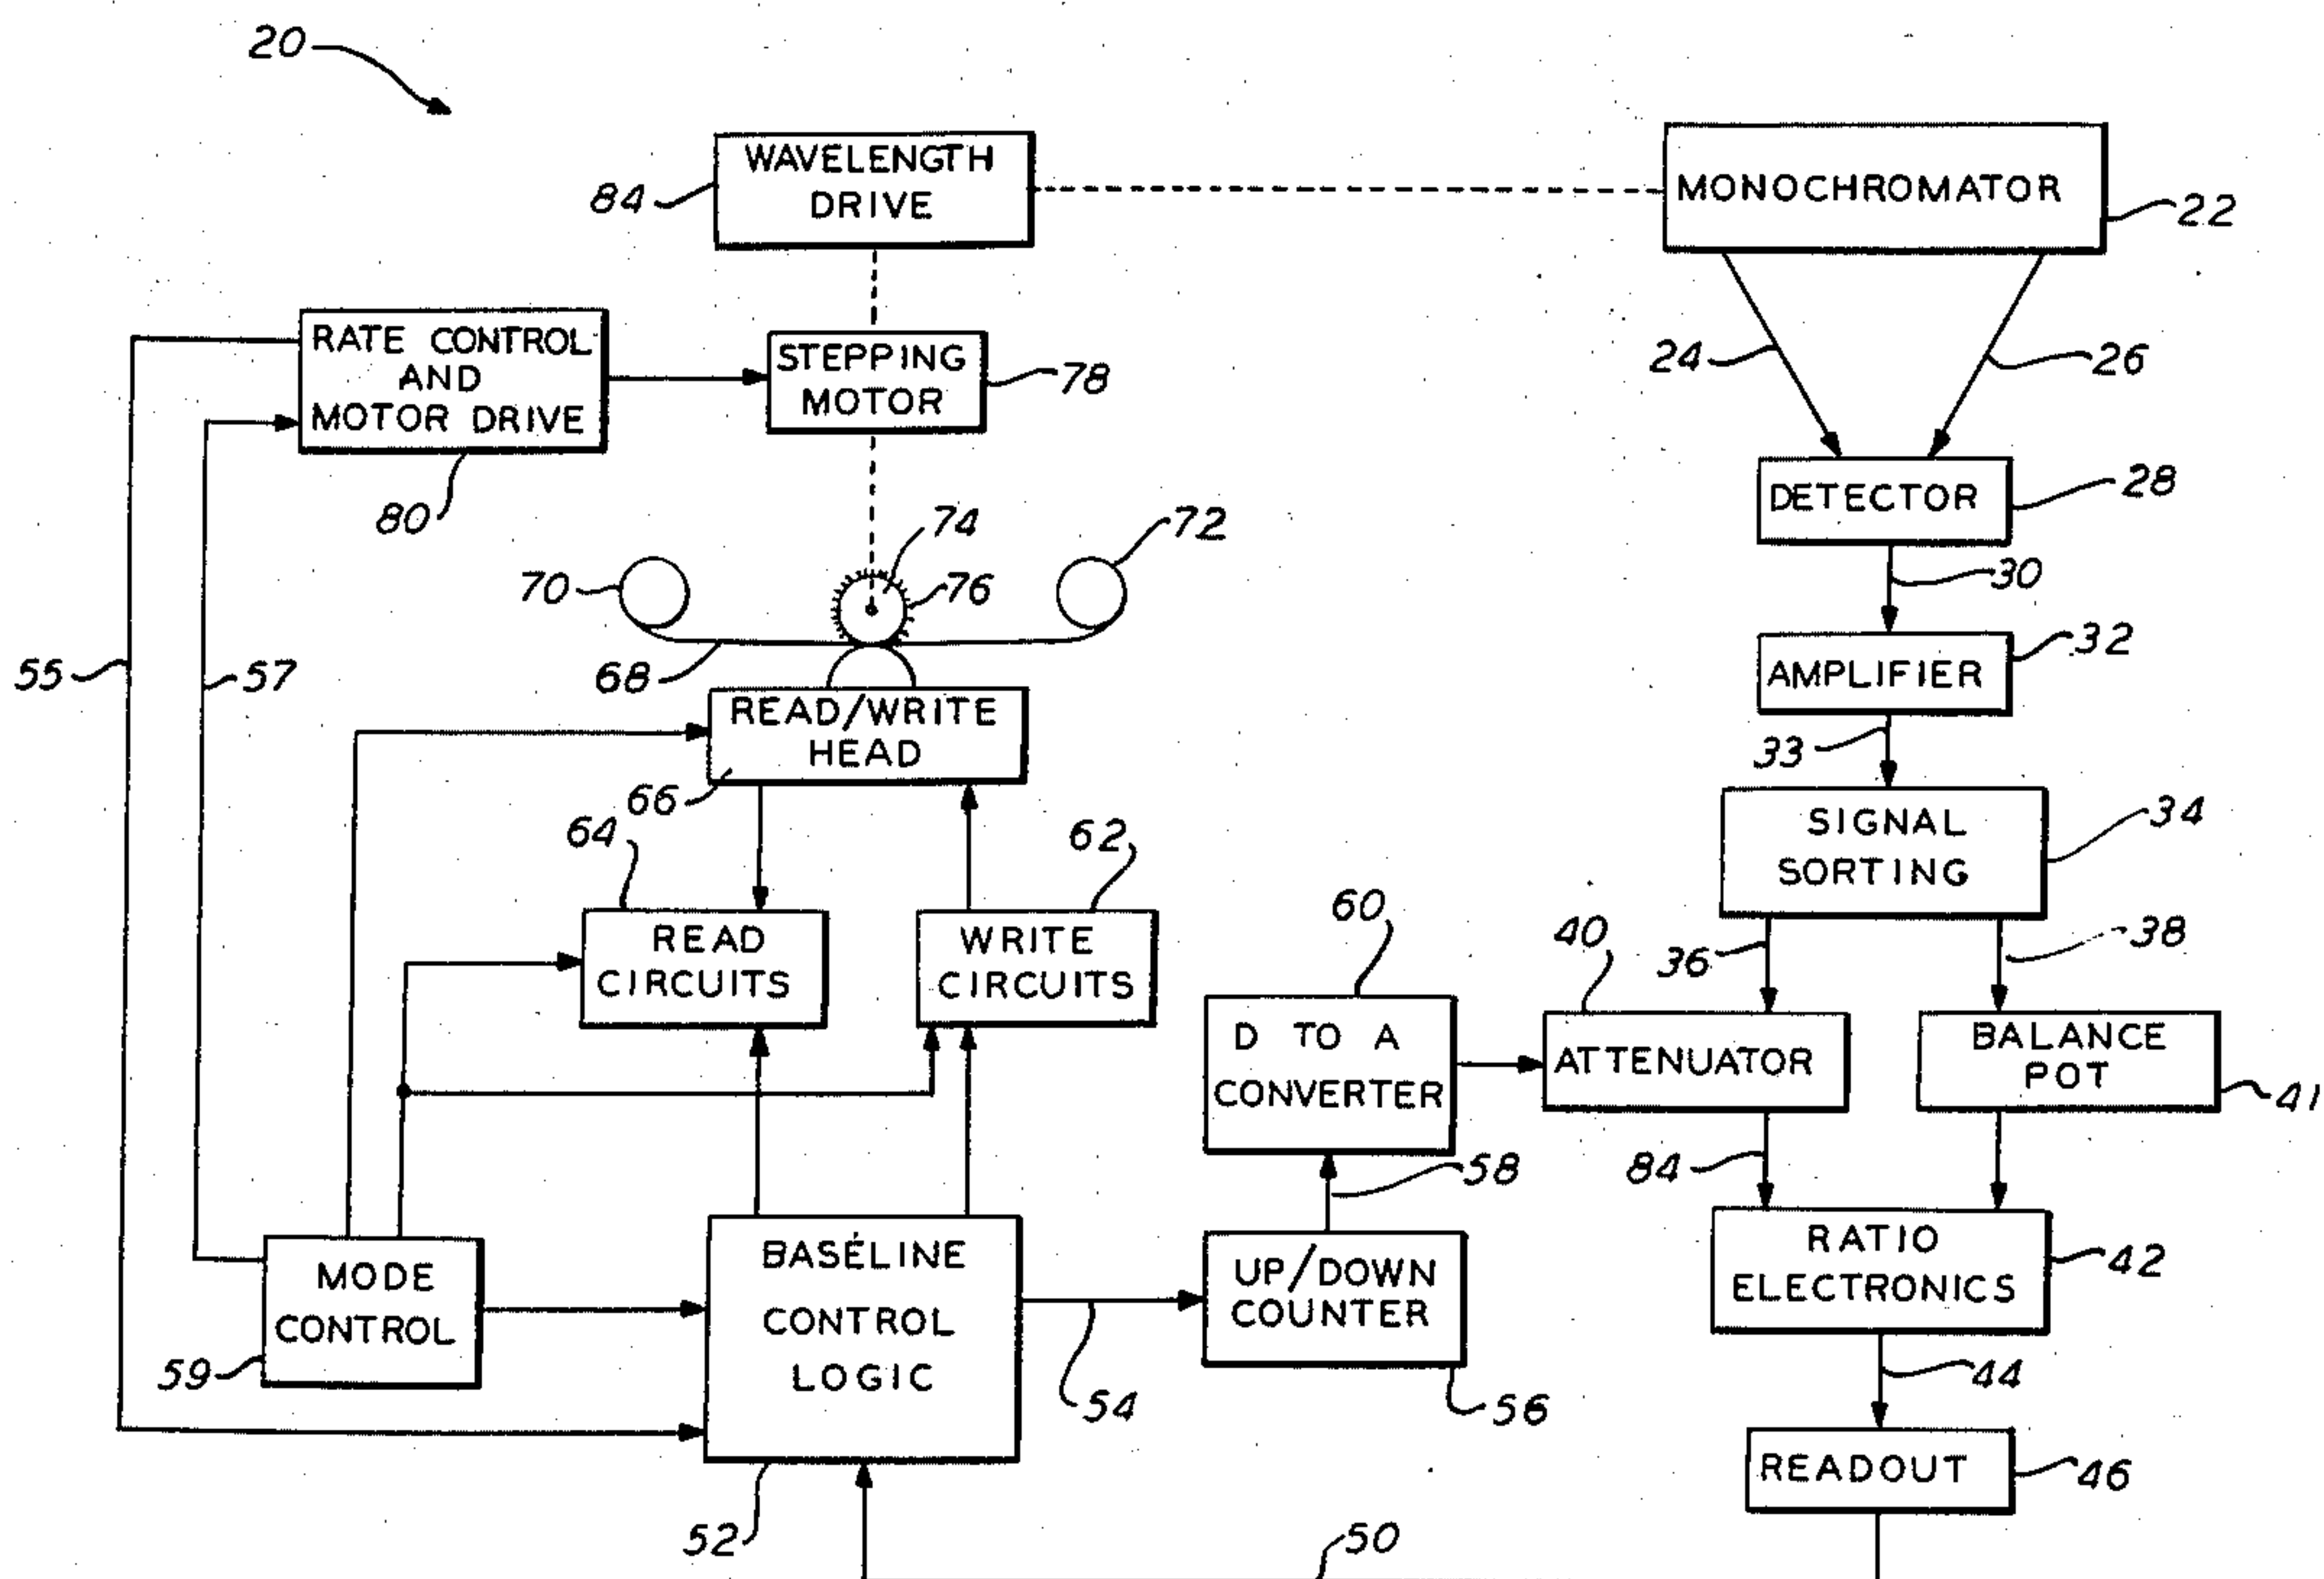 20
WAVELENGTH
DRIVE
84
MONOCHROMATOR
22
RATE CONTROL
AND
MOTOR DRIVE
80
STEPPING
MOTOR
78
24
26
DETECTOR
28
30
70
74
76
72
68
55
57
AMPLIFIER
32
33
READ/WRITE
HEAD
66
SIGNAL
SORTING
34
64
62
READ
CIRCUITS
WRITE
CIRCUITS
60
40
36
38
D TO A
CONVERTER
ATTENUATOR
BALANCE
POT
41
58
84
MODE
CONTROL
59
BASÉLINE
CONTROL
LOGIC
52
54
UP/DOWN
COUNTER
56
RATIO
ELECTRONICS
42
44
READOUT
46
50